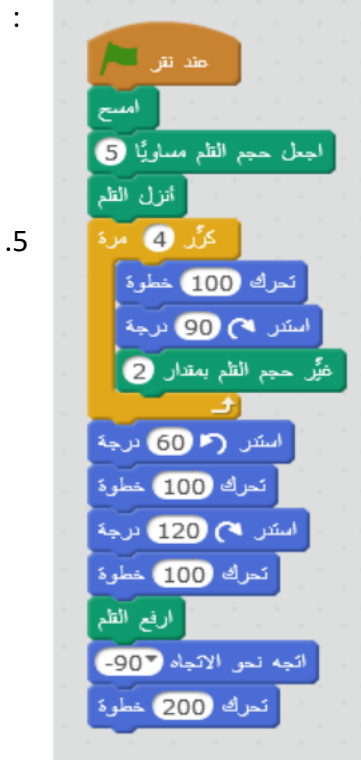 :
عند نقر
امسح
اجعل حجم القلم مساويًا 5
أنزل القلم
5.
كرِّر 4 مرة
تحرك 100 خطوة
استدر 90 درجة
غيِّر حجم القلم بمقدار 2
استدر 60 درجة
تحرك 100 خطوة
استدر 120 درجة
تحرك 100 خطوة
ارفع القلم
اتجه نحو الاتجاه 90-
تحرك 200 خطوة